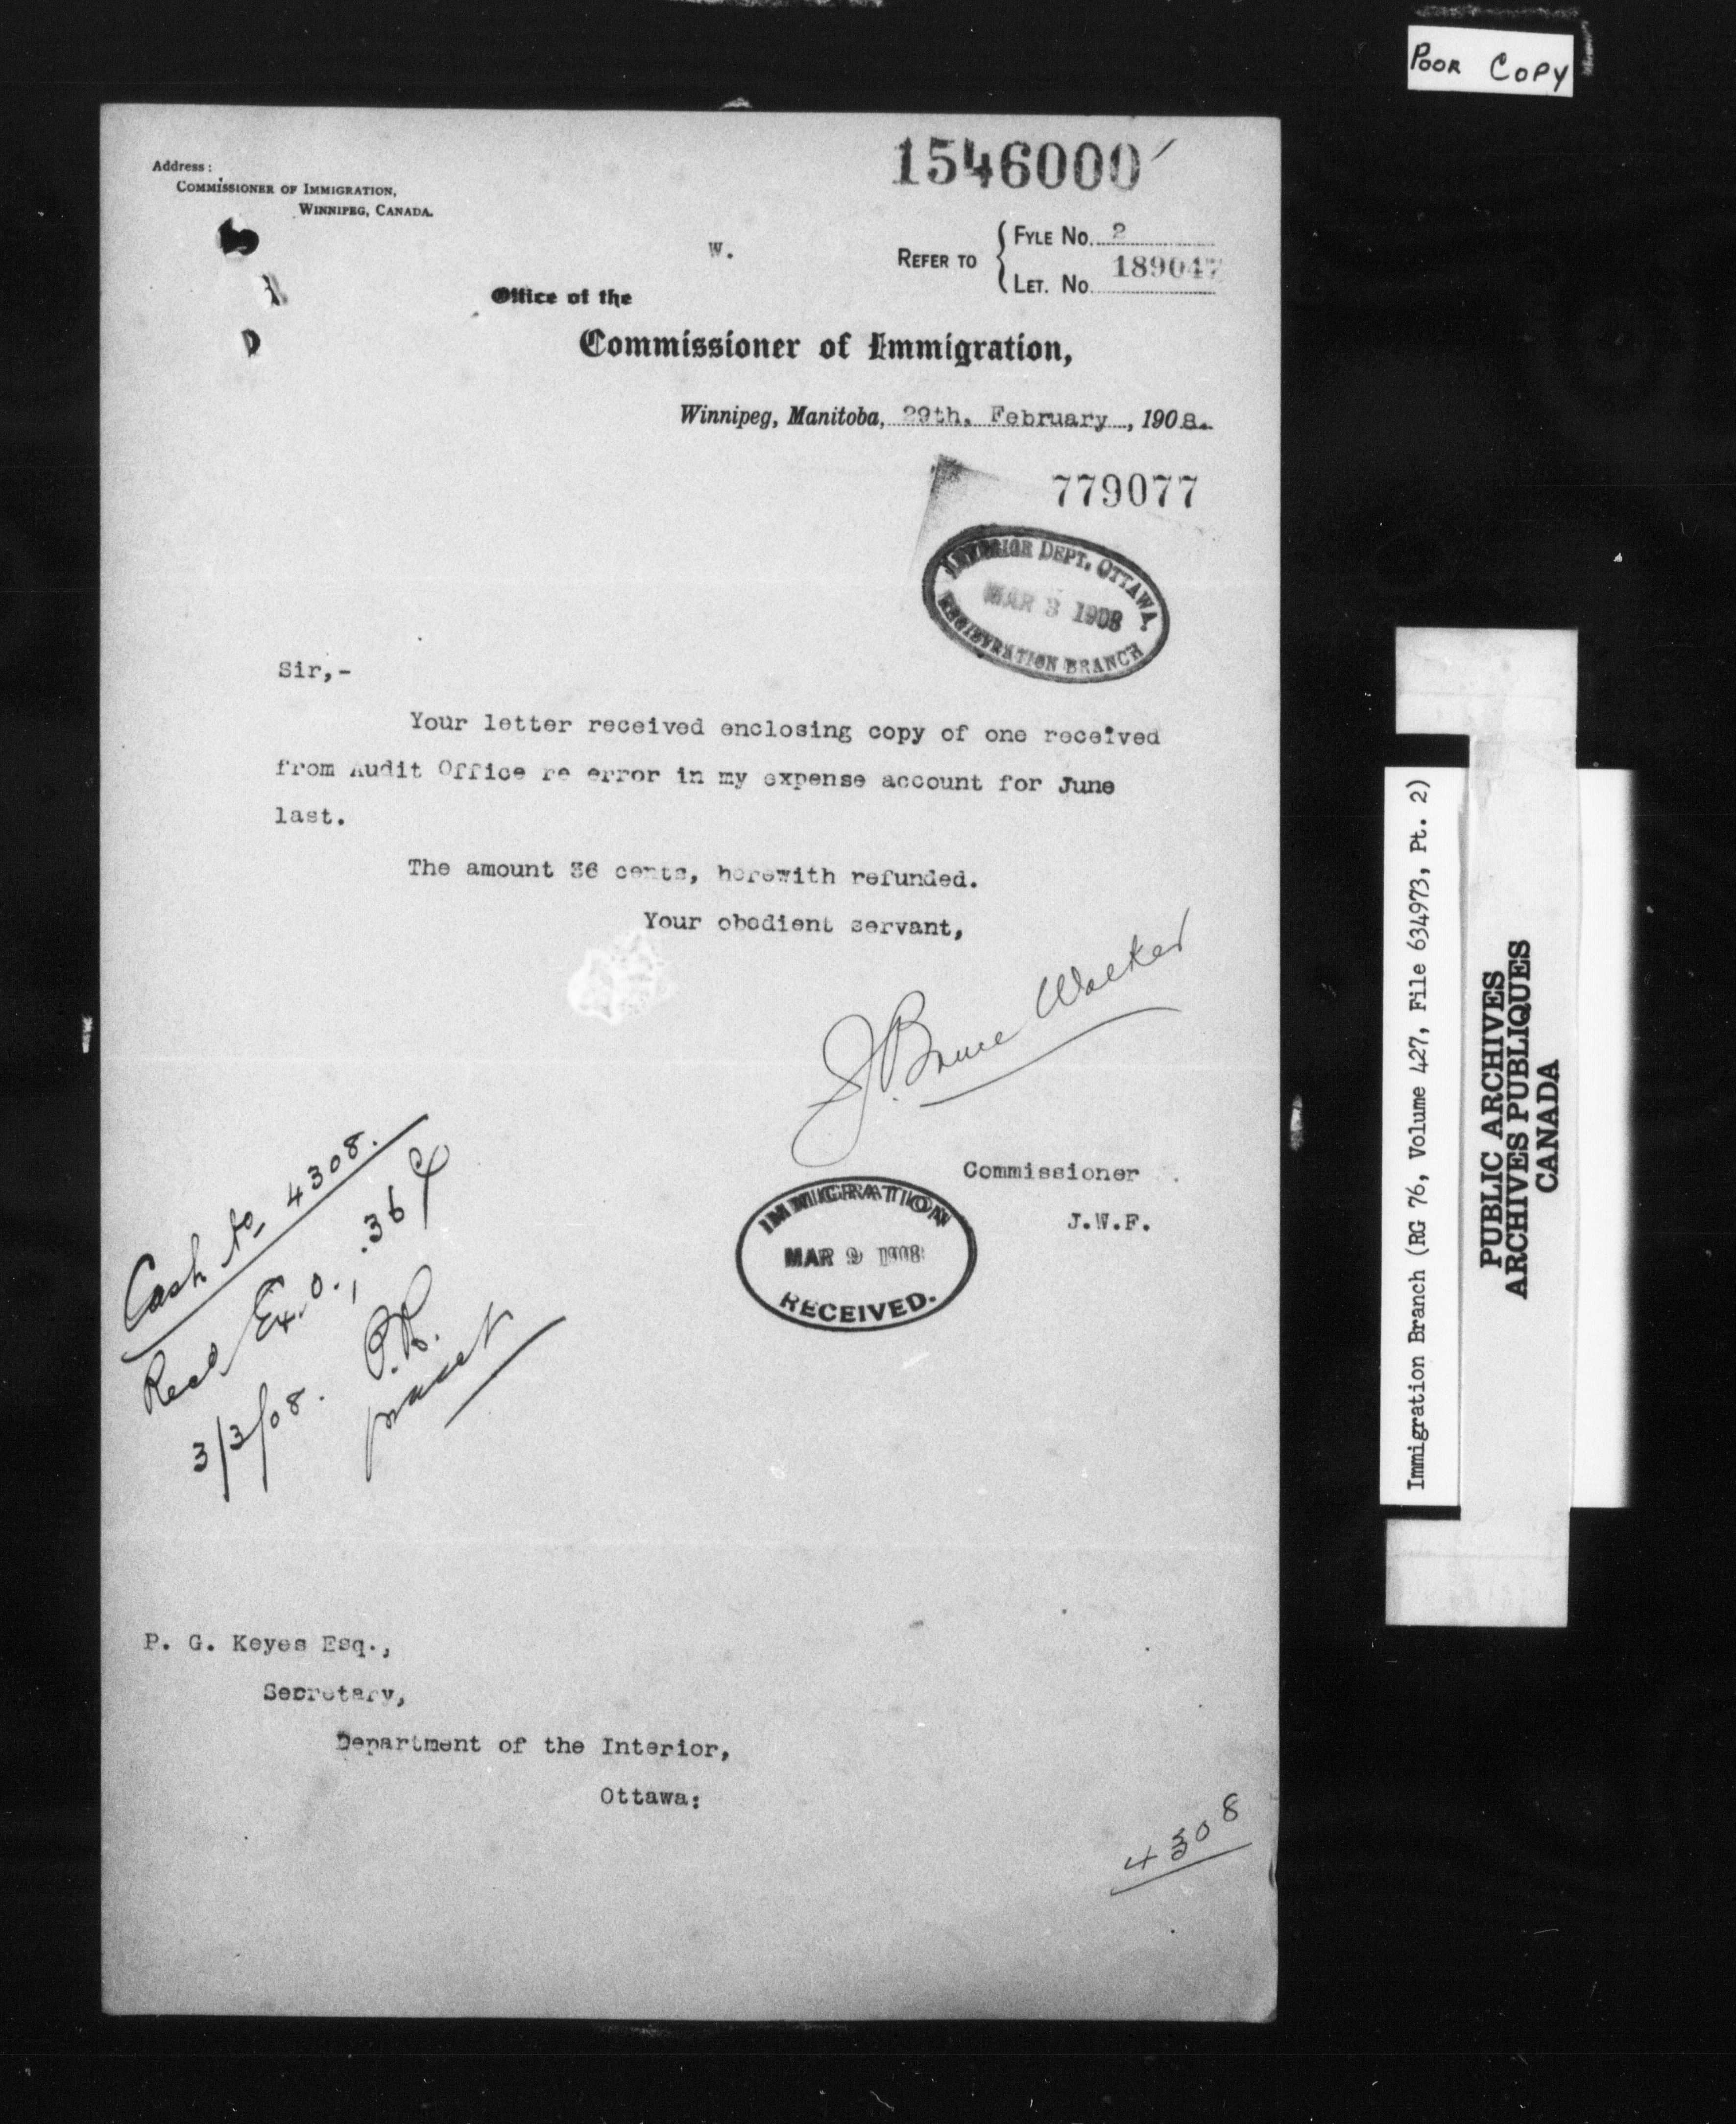 POOR COPY
1546000
Address:
COMMISSIONER OF IMMIGRATION,
WINNIPEG, CANADA.
W.
REFER TO
FYLE No. 2
LET. No. 189047
Office of the
Commissioner of Immigration,
Winnipeg, Manitoba, 29th, February, 1908.
779077
INTERIOR DEPT. OTTAWA.
MAR 3 1908
REGISTRATION BRANCH
Sir,-
Your letter received enclosing copy of one received
from Audit Office re error in my expense account for June
last.
The amount 36 cents, herewith refunded.
Your obedient servant,
J. Bruce Walker
Commissioner
J.W.F.
IMMIGRATION
MAR 9 1908
RECEIVED.
Cash No 4308.
Recd Ex. O., .36¢
3/3/08. P.R.
P. G. Keyes Esq.,
Secretary,
Department of the Interior,
Ottawa:
4308
Immigration Branch (RG 76, Volume 427, File 634973, Pt. 2)
PUBLIC ARCHIVES
ARCHIVES PUBLIQUES
CANADA